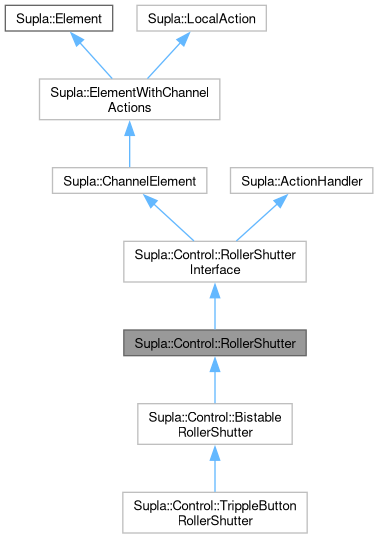 Supla::Element
Supla::LocalAction
Supla::ElementWithChannel
Actions
Supla::ChannelElement
Supla::ActionHandler
Supla::Control::RollerShutter
Interface
Supla::Control::RollerShutter
Supla::Control::Bistable
RollerShutter
Supla::Control::TrippleButton
RollerShutter